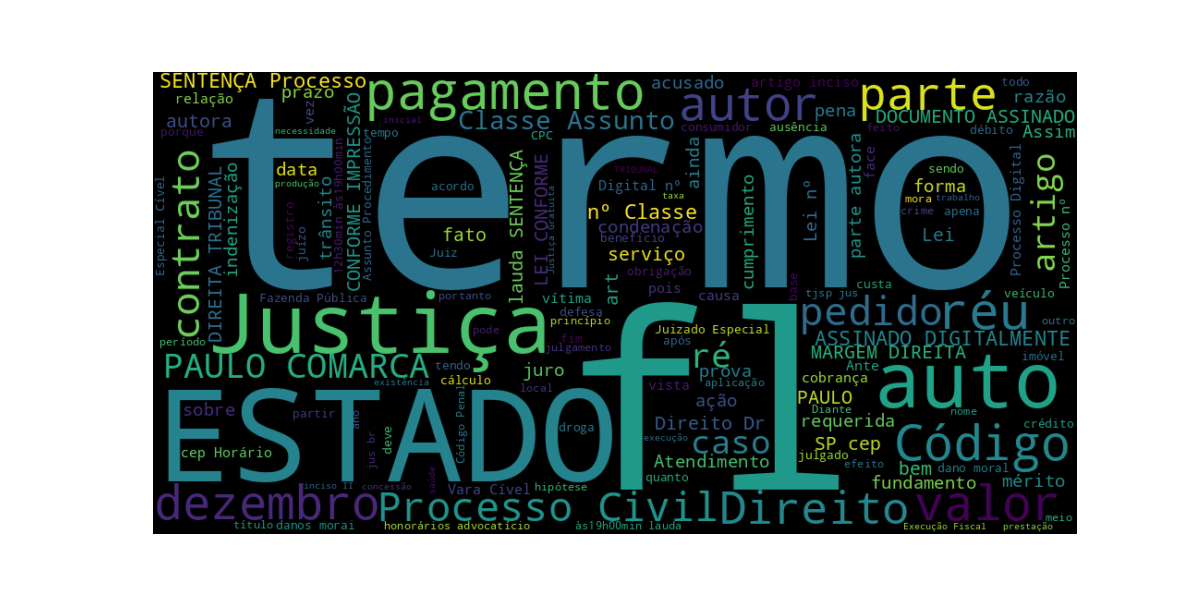 SENTENÇA Processo
pagamento
acusado
artigo inciso
todo
relação
prazo
autor
parte
razão
autora
vez
CONFORME IMPRESSÃO
Classe Assunto
pena
DOCUMENTO ASSINADO
porque
necessidade
tempo
inicial
CPC
consumidor
ausência
feito
débito
Assim
termo
contrato
DIREITA TRIBUNAL
indenização
data
produção
trânsito
12h30min às19h00min
Assunto Procedimento
acordo
fato
Juiz
lauda SENTENÇA
LEI CONFORME
Justiça Gratuita
TRIBUNAL
Digital nº
taxa
nº Classe
condenação
benefício
serviço
obrigação
ainda
cumprimento
Lei nº
parte autora
face
sendo
forma
mora
trabalho
crime
apena
Lei
Processo Digital
artigo
Processo nº
Especial Cível
registro
juízo
art
pois
causa
base
tjsp jus
custa
veículo
Fazenda Pública
portanto
vítima
defesa
princípio
pedido
réu
outro
Justiça
pode
fim
julgamento
fl
Juizado Especial
após
ASSINADO DIGITALMENTE
período
PAULO COMARCA
tendo
juro
ré
vista
prova
aplicação
MARGEM DIREITA
Ante
imóvel
cobrança
auto
existência
cálculo
local
ESTADO
sobre
partir
ano
deve
Código Penal
droga
ação
PAULO
Diante
nome
Direito Dr
requerida
crédito
execução
caso
SP cep
julgado
Código
cep Horário
jus br
saúde
Atendimento
quanto
efeito
bem
dano moral
fundamento
mérito
dezembro
inciso II
concessão
Vara Cível
hipótese
Processo Civil
Direito
valor
meio
título
danos morai
honorários advocatício
às19h00min lauda
Execução Fiscal
prestação